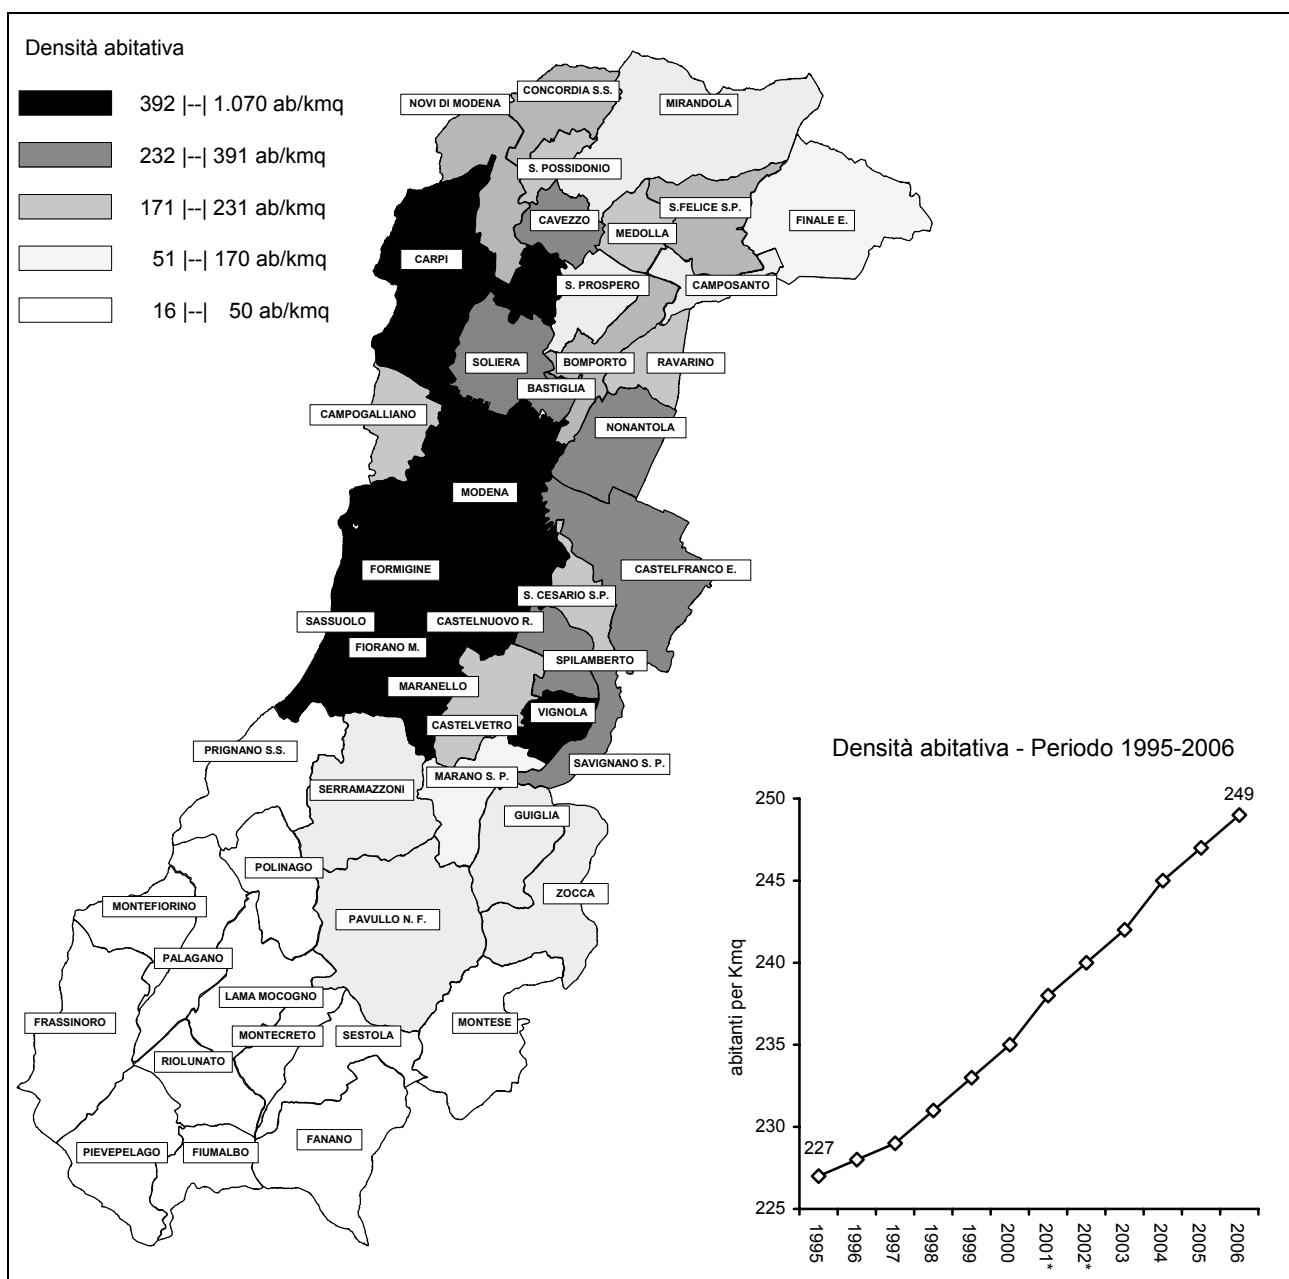 Densità abitativa
392 |--| 1.070 ab/kmq
232 |--| 391 ab/kmq
171 |--| 231 ab/kmq
51 |--| 170 ab/kmq
16 |--| 50 ab/kmq
CONCORDIA S.S.
NOVI DI MODENA
MIRANDOLA
S. POSSIDONIO
S.FELICE S.P.
CAVEZZO
FINALE E.
MEDOLLA
CARPI
S. PROSPERO
CAMPOSANTO
SOLIERA
BOMPORTO
RAVARINO
BASTIGLIA
CAMPOGALLIANO
NONANTOLA
MODENA
FORMIGINE
CASTELFRANCO E.
S. CESARIO S.P.
SASSUOLO
CASTELNUOVO R.
FIORANO M.
SPILAMBERTO
MARANELLO
VIGNOLA
CASTELVETRO
PRIGNANO S.S.
SAVIGNANO S. P.
MARANO S. P.
SERRAMAZZONI
GUIGLIA
POLINAGO
ZOCCA
MONTEFIORINO
PAVULLO N. F.
PALAGANO
LAMA MOCOGNO
FRASSINORO
MONTESE
MONTECRETO
SESTOLA
RIOLUNATO
FANANO
PIEVEPELAGO
FIUMALBO
Densità abitativa - Periodo 1995-2006
abitanti per Kmq
250
245
240
235
230
225
227
249
1995
1996
1997
1998
1999
2000
2001*
2002*
2003
2004
2005
2006